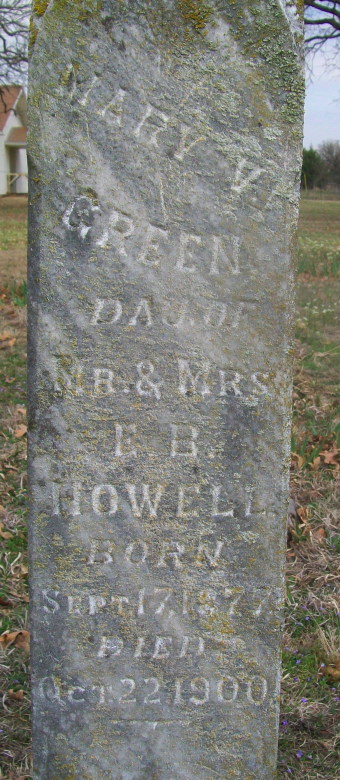 MARY V.
GREEN
DAU. OF
MR. & MRS.
E. B.
HOWELL
BORN
SEPT. 17, 1877
DIED
OCT. 22 1900